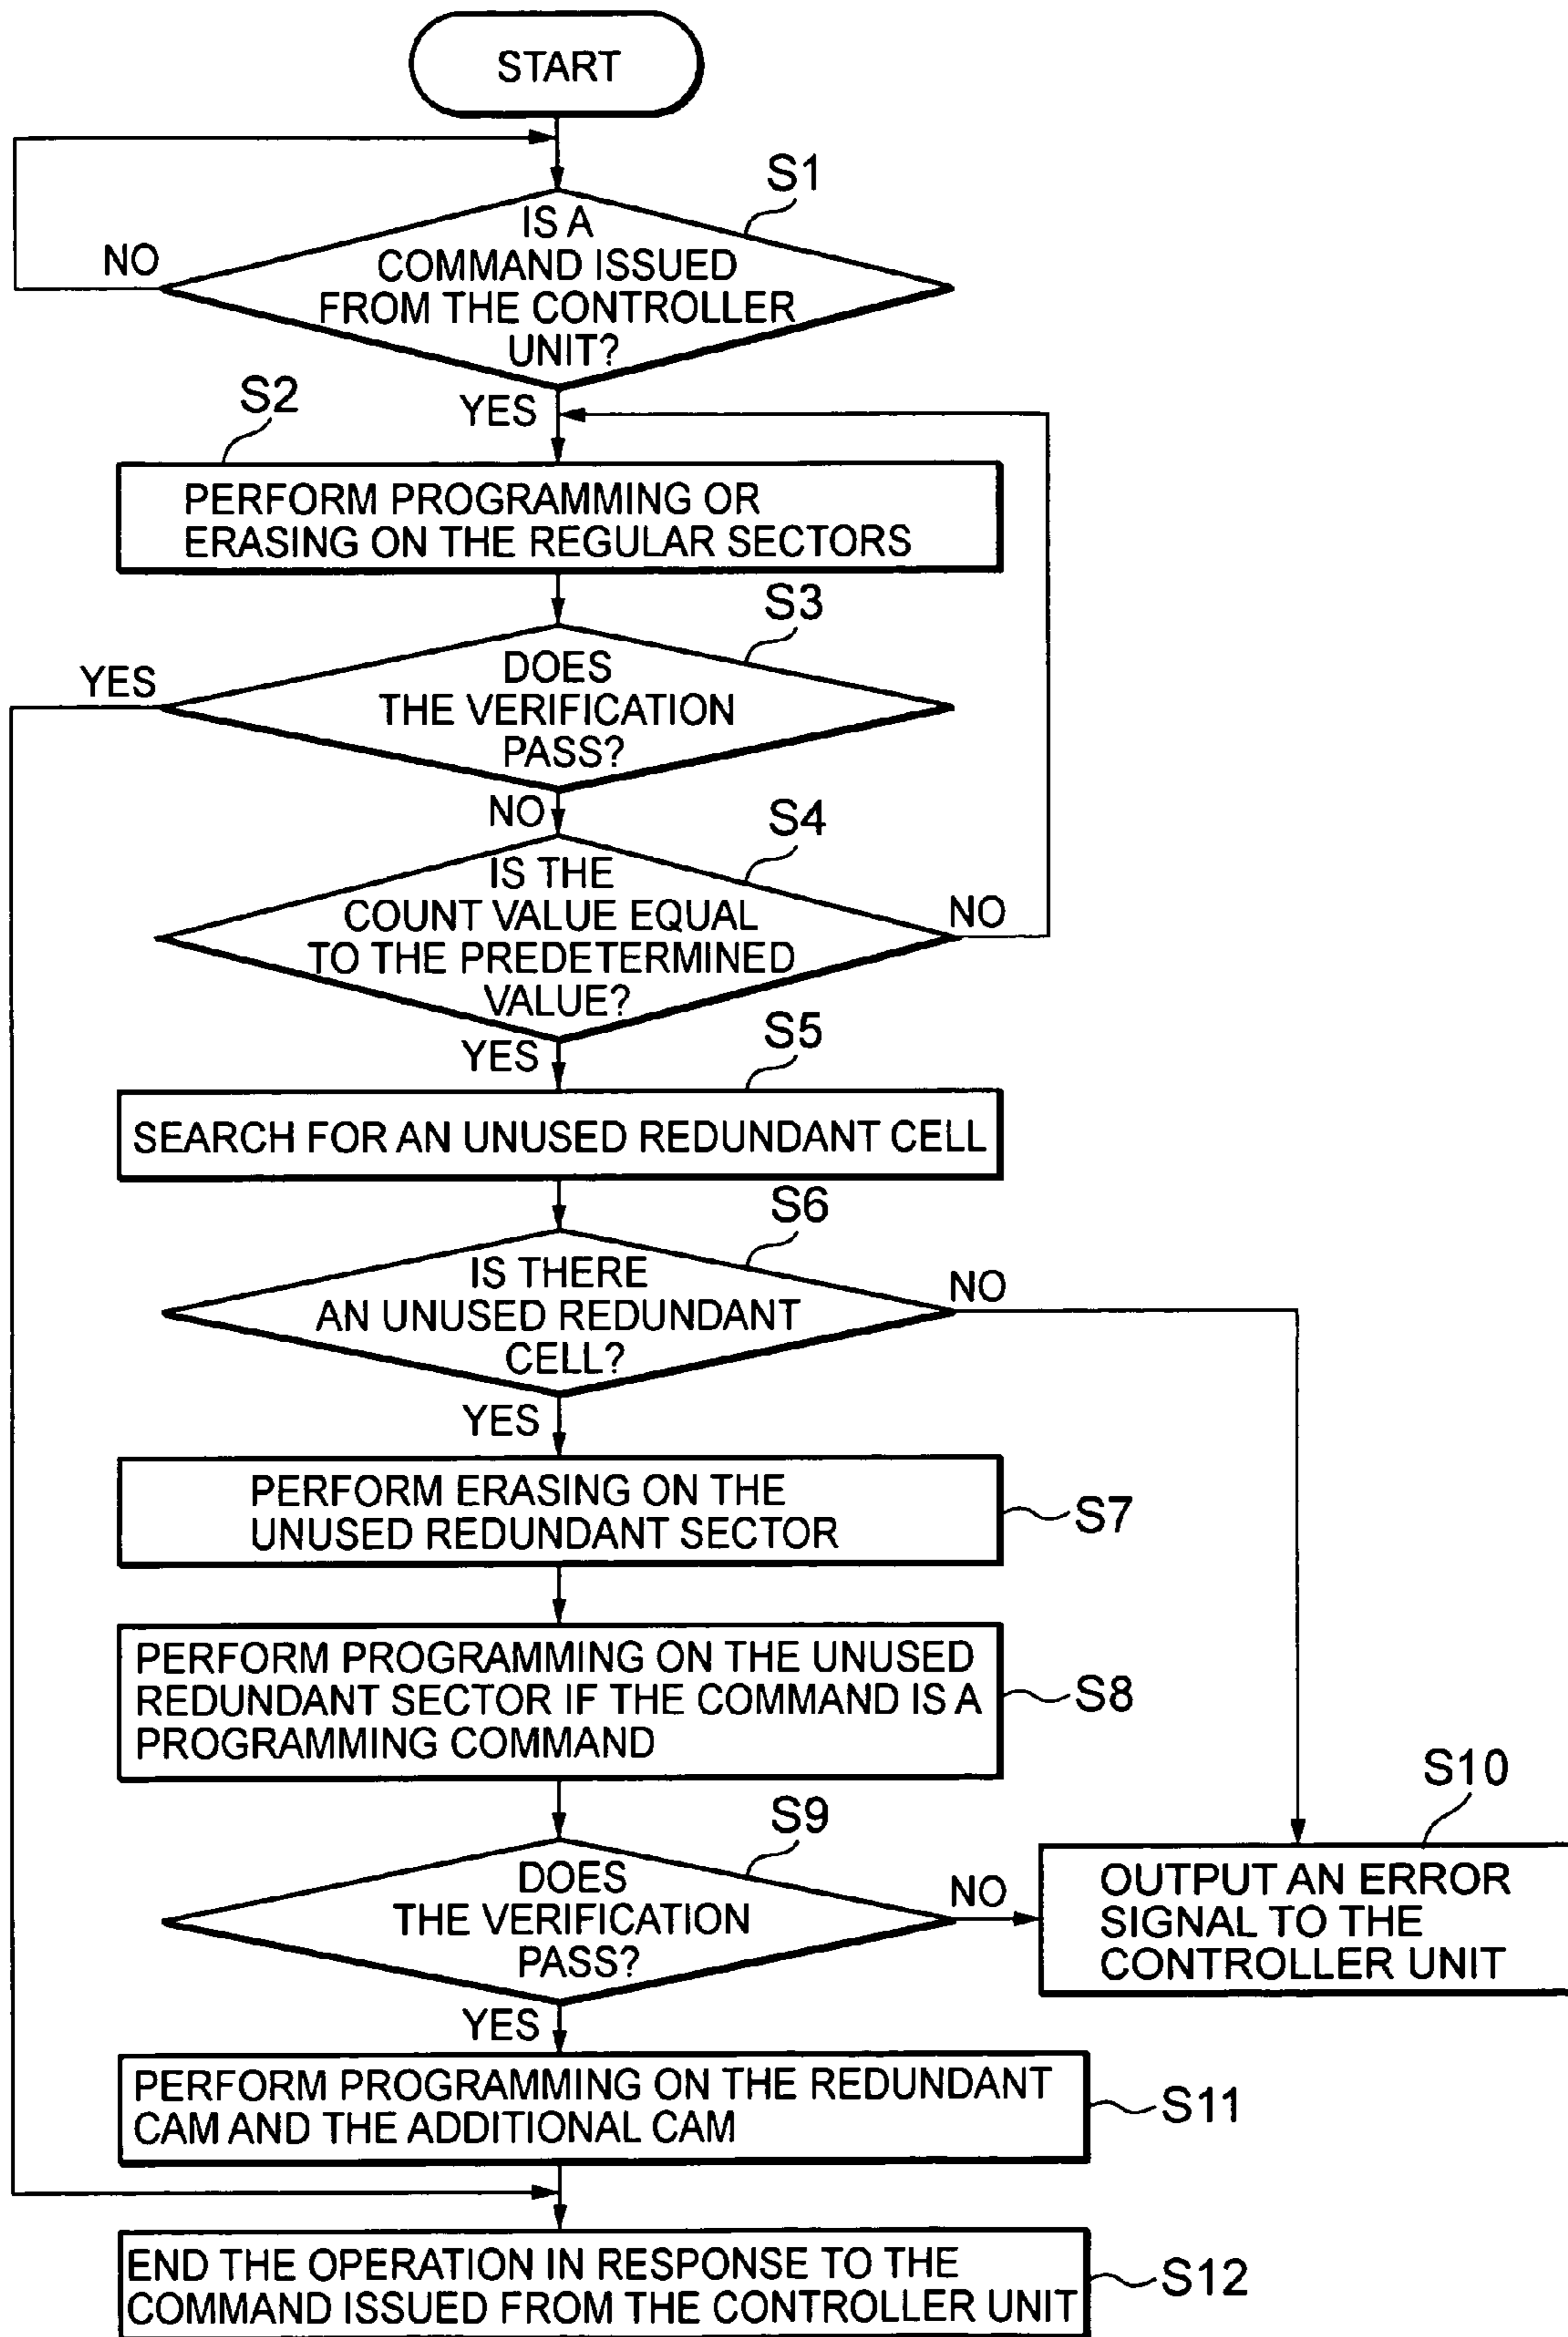 START
S1
IS A
COMMAND ISSUED
FROM THE CONTROLLER
UNIT?
NO
YES
S2
PERFORM PROGRAMMING OR
ERASING ON THE REGULAR SECTORS
S3
DOES
THE VERIFICATION
PASS?
YES
NO
S4
IS THE
COUNT VALUE EQUAL
TO THE PREDETERMINED
VALUE?
NO
YES
S5
SEARCH FOR AN UNUSED REDUNDANT CELL
S6
IS THERE
AN UNUSED REDUNDANT
CELL?
NO
YES
PERFORM ERASING ON THE
UNUSED REDUNDANT SECTOR
S7
PERFORM PROGRAMMING ON THE UNUSED
REDUNDANT SECTOR IF THE COMMAND IS A
PROGRAMMING COMMAND
S8
S9
DOES
THE VERIFICATION
PASS?
NO
YES
S10
OUTPUT AN ERROR
SIGNAL TO THE
CONTROLLER UNIT
PERFORM PROGRAMMING ON THE REDUNDANT
CAM AND THE ADDITIONAL CAM
S11
END THE OPERATION IN RESPONSE TO THE
COMMAND ISSUED FROM THE CONTROLLER UNIT
S12